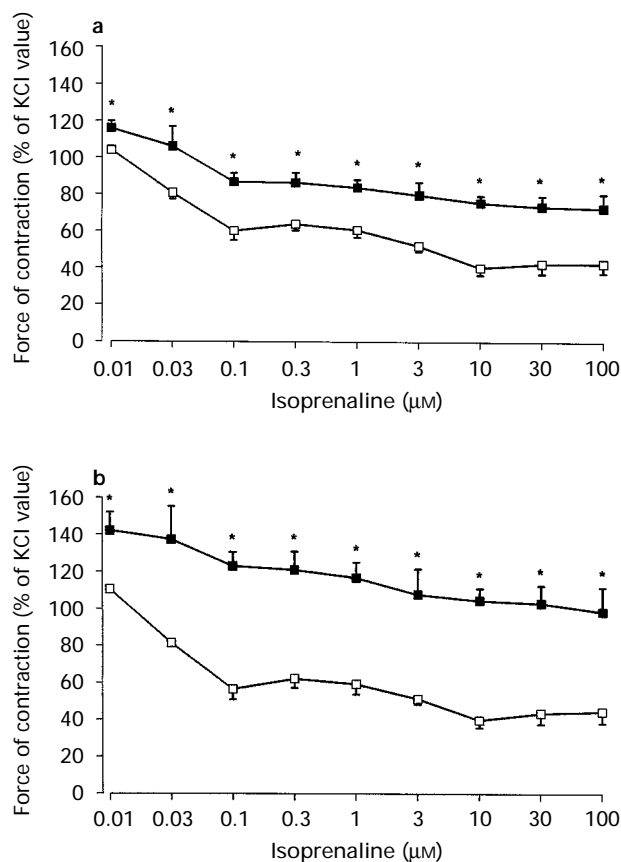 a
160
140
120
100
80
60
40
20
0
Force of contraction (% of KCl value)
* * * * * * * * *
0.01 0.03 0.1 0.3 1 3 10 30 100
Isoprenaline (µM)
b
160
140
120
100
80
60
40
20
0
Force of contraction (% of KCl value)
* * * * * * * * *
0.01 0.03 0.1 0.3 1 3 10 30 100
Isoprenaline (µM)